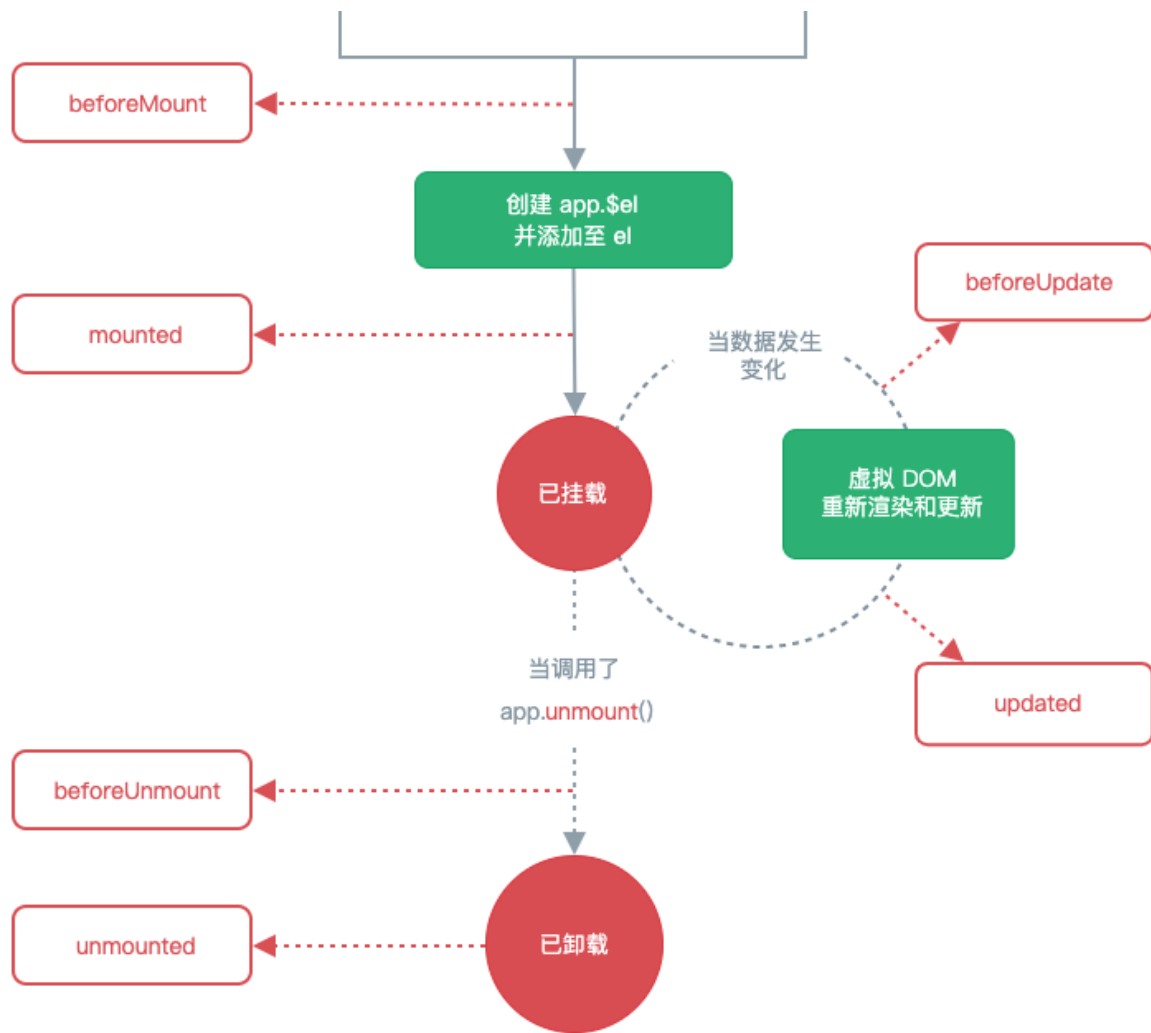 beforeMount
创建 app.$el
并添加至 el
beforeUpdate
mounted
当数据发生
变化
已挂载
虚拟 DOM
重新渲染和更新
当调用了
app.unmount()
updated
beforeUnmount
unmounted
已卸载